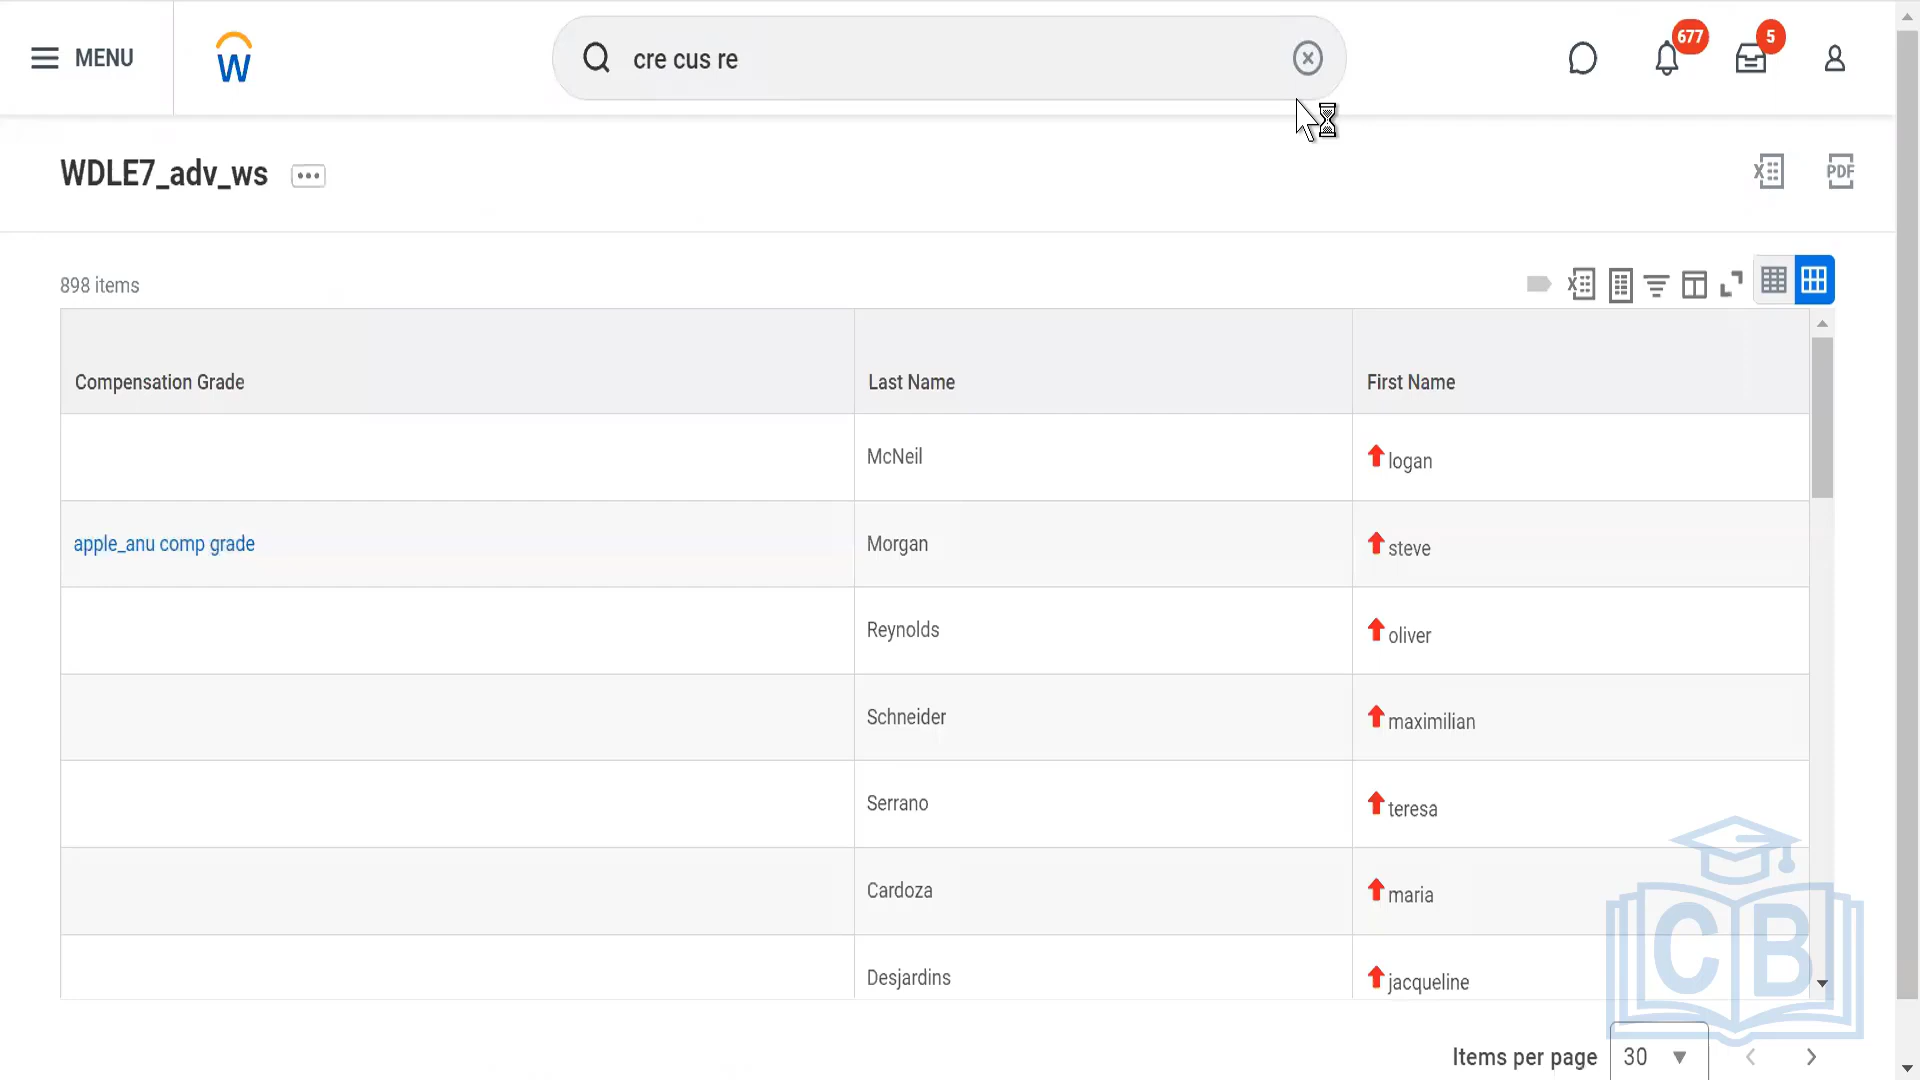 MENU
W
cre cus re
677
5
WDLE7_adv_ws
X
PDF
898 items
X
Compensation Grade
Last Name
First Name
McNeil
logan
apple_anu comp grade
Morgan
steve
Reynolds
oliver
Schneider
maximilian
Serrano
teresa
Cardoza
maria
Desjardins
jacqueline
CB
Items per page
30